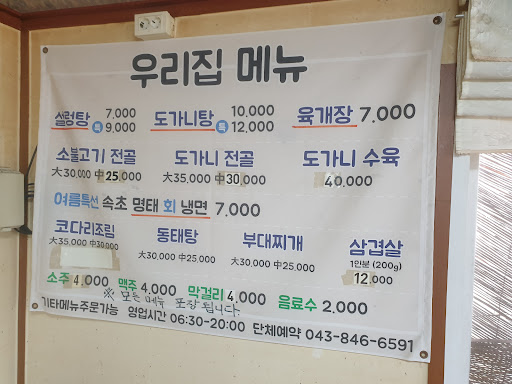 우리집 메뉴
설렁탕 7,000 특 9,000 도가니탕 10,000 특 12,000 육개장 7,000
소불고기 전골 도가니 전골 도가니 수육
大30,000 中25,000 大35,000 中30,000 40,000
여름특선 속초 명태 회 냉면 7,000
코다리조림 동태탕 부대찌개 삼겹살
大35,000 中30,000 大30,000 中25,000 大30,000 中25,000 1인분 (200g)
12,000
소주 4,000 맥주 4,000 막걸리 4,000 음료수 2,000
※ 모든 메뉴 포장 됩니다.
기타메뉴주문가능 영업시간 06:30-20:00 단체예약 043-846-6591